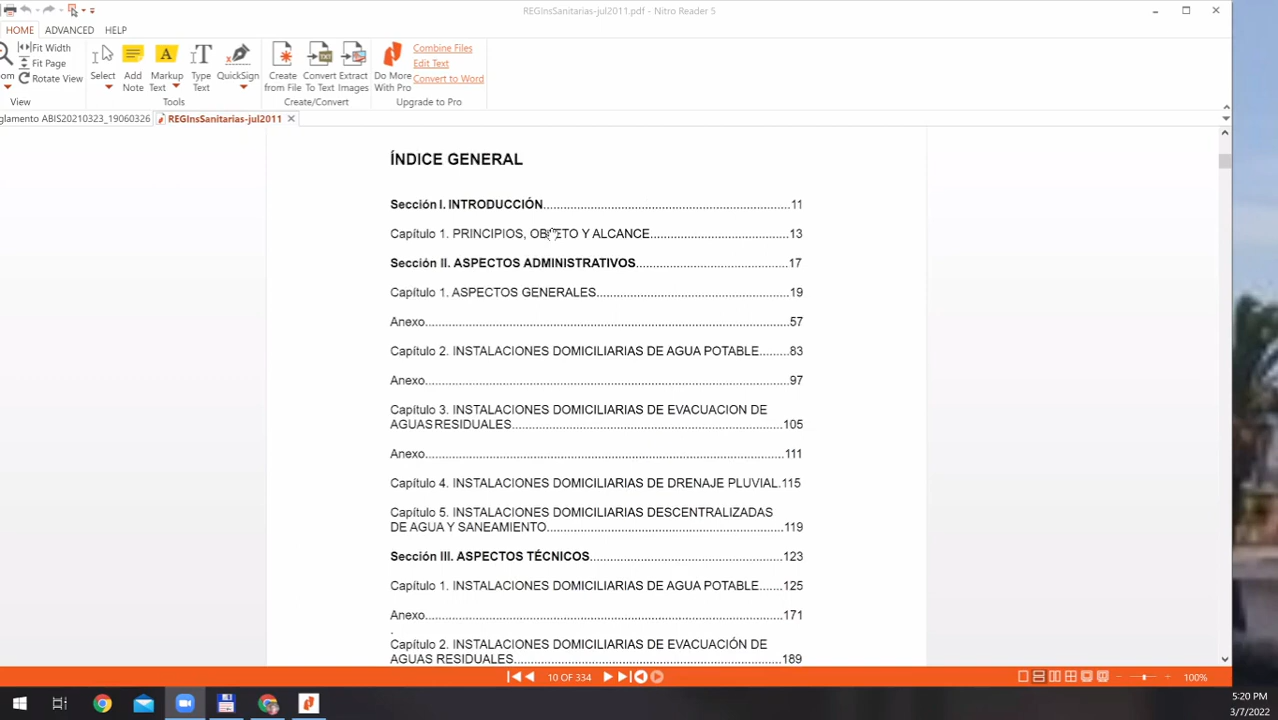 REGInsSanitarias-jul2011.pdf - Nitro Reader 5
HOME ADVANCED HELP
Fit Width
Fit Page
Rotate View
View
Select
Add Note
Markup Text
Type Text
QuickSign
Tools
Create from File
Convert To Text
Extract Images
Create/Convert
Do More With Pro
Combine Files
Edit Text
Convert to Word
Upgrade to Pro
ABIS20210323_19060326 REGInsSanitarias-jul2011
ÍNDICE GENERAL
Sección I. INTRODUCCIÓN..........................................................11
Capítulo 1. PRINCIPIOS, OBJETO Y ALCANCE.................................13
Sección II. ASPECTOS ADMINISTRATIVOS....................................17
Capítulo 1. ASPECTOS GENERALES..............................................19
Anexo.......................................................................................57
Capítulo 2. INSTALACIONES DOMICILIARIAS DE AGUA POTABLE.........83
Anexo.......................................................................................97
Capítulo 3. INSTALACIONES DOMICILIARIAS DE EVACUACION DE
AGUAS RESIDUALES.................................................................105
Anexo......................................................................................111
Capítulo 4. INSTALACIONES DOMICILIARIAS DE DRENAJE PLUVIAL.115
Capítulo 5. INSTALACIONES DOMICILIARIAS DESCENTRALIZADAS
DE AGUA Y SANEAMIENTO.........................................................119
Sección III. ASPECTOS TÉCNICOS...............................................123
Capítulo 1. INSTALACIONES DOMICILIARIAS DE AGUA POTABLE.......125
Anexo......................................................................................171
.
Capítulo 2. INSTALACIONES DOMICILIARIAS DE EVACUACIÓN DE
AGUAS RESIDUALES.................................................................189
10 OF 334
100%
5:20 PM
3/7/2022